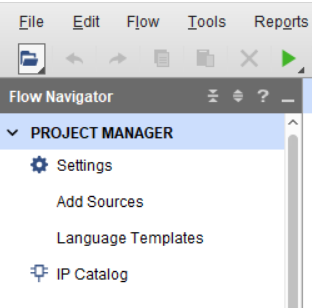 File Edit Flow Tools Reports
Flow Navigator ?
PROJECT MANAGER
Settings
Add Sources
Language Templates
IP Catalog